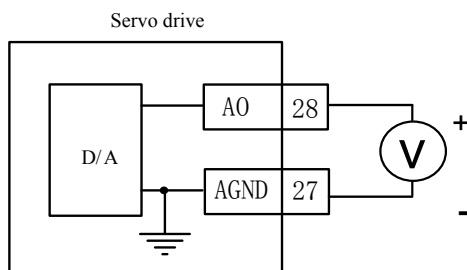 Servo drive
AO 28
+
D/A
V
AGND 27
-